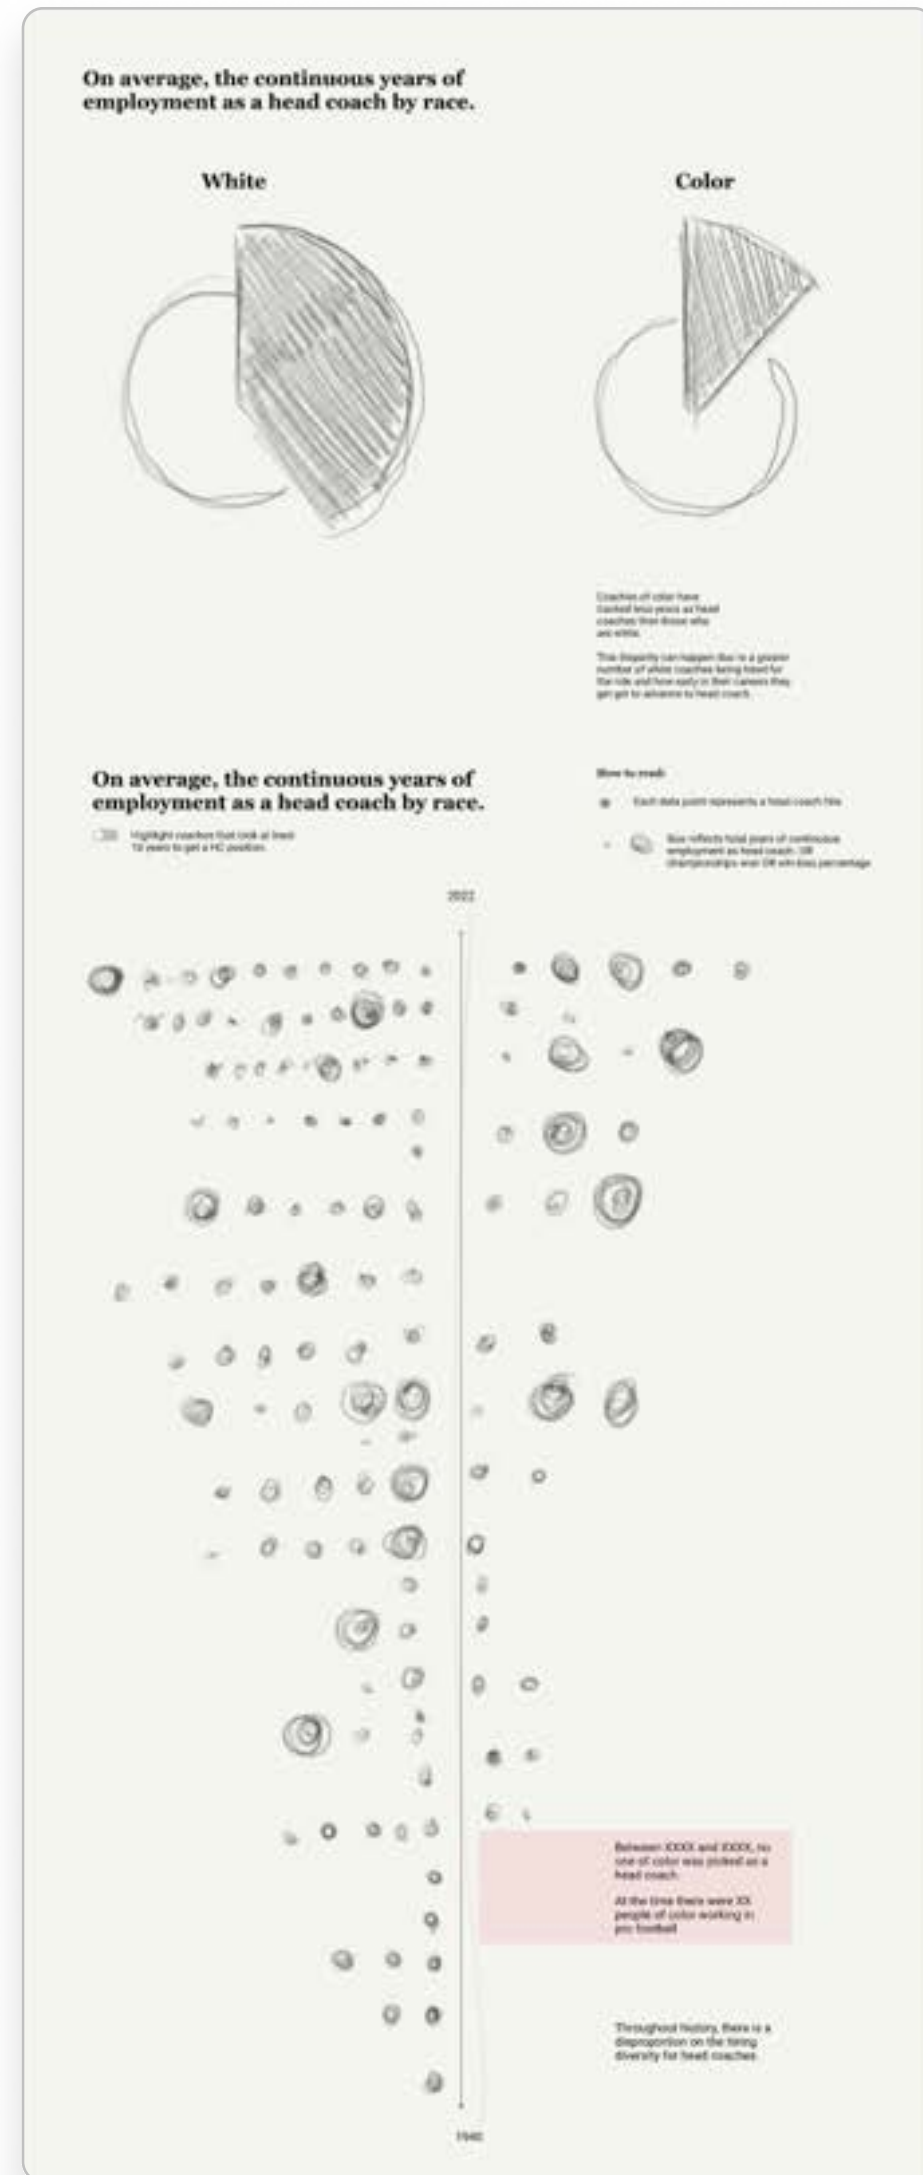 On average, the continuous years of
employment as a head coach by race.
White
Color
Coaches of color have
tracked less years as head
coaches than those who
are white.
This disparity can happen due to a greater
number of white coaches being hired for
the role and how early in their careers they
get got to advance to head coach.
On average, the continuous years of
employment as a head coach by race.
How to read:
Highlight coaches that took at least
10 years to get a HC position.
Each data point represents a head coach hire
Size reflects total years of continuous
employment as head coach. OR
championships won OR win-loss percentage
2022
Between XXXX and XXXX, no
one of color was picked as a
head coach.
At the time there were XX
people of color working in
pro football
Throughout history, there is a
disproportion on the hiring
diversity for head coaches.
1940